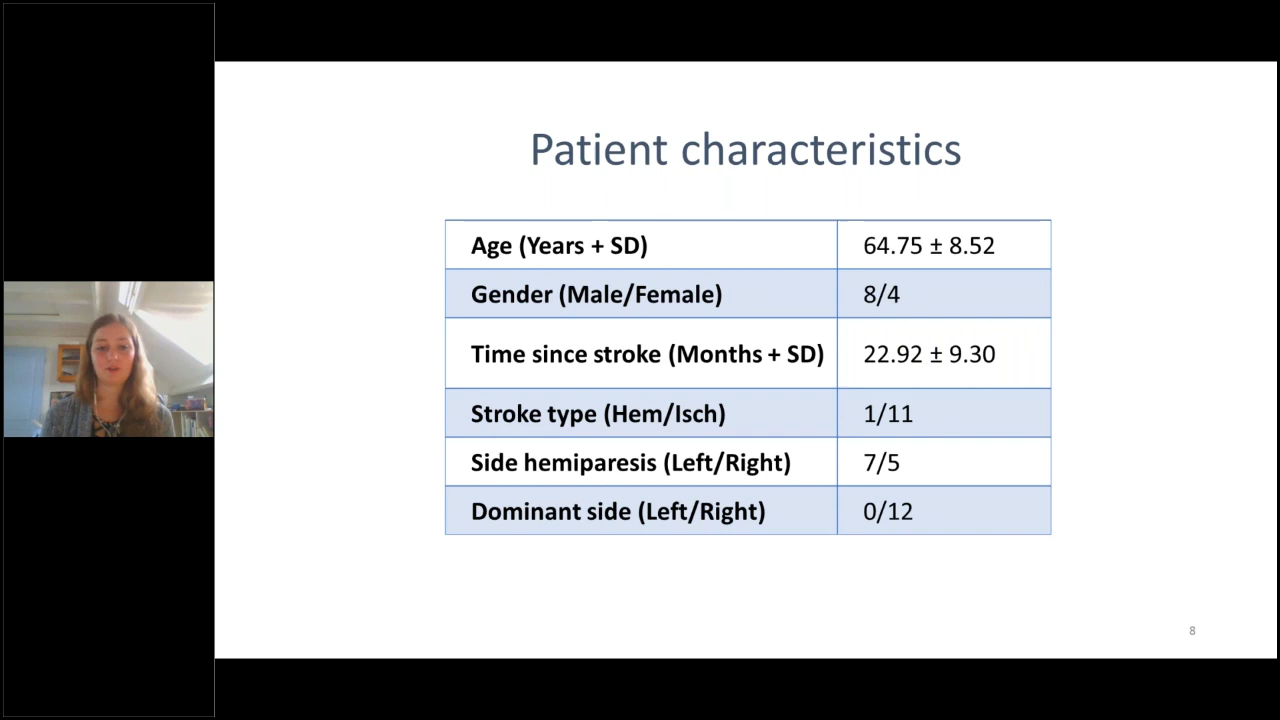 Patient characteristics
Age (Years + SD) 64.75 ± 8.52
Gender (Male/Female) 8/4
Time since stroke (Months + SD) 22.92 ± 9.30
Stroke type (Hem/Isch) 1/11
Side hemiparesis (Left/Right) 7/5
Dominant side (Left/Right) 0/12
8